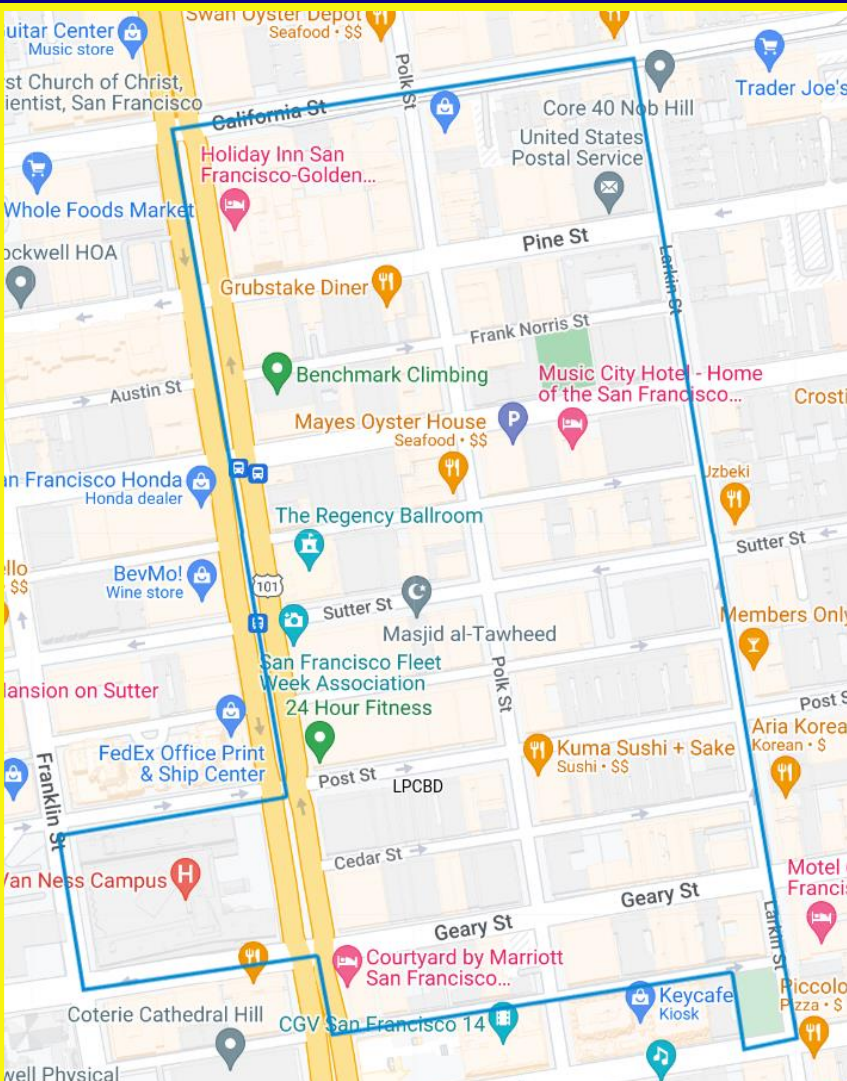 Swan Oyster Depot
Seafood • $$
uitar Center
Music store
Polk St
st Church of Christ,
ientist, San Francisco
California St
Core 40 Nob Hill
Trader Joe's
United States
Postal Service
Holiday Inn San
Francisco-Golden...
Whole Foods Market
ockwell HOA
Pine St
Larkin St
Grubstake Diner
Frank Norris St
Benchmark Climbing
Austin St
Music City Hotel - Home
of the San Francisco...
Crosti
Mayes Oyster House
Seafood • $$
P
an Francisco Honda
Honda dealer
Uzbeki
The Regency Ballroom
Sutter St
ello
$$
BevMo!
Wine store
101
Sutter St
Masjid al-Tawheed
Members Only
San Francisco Fleet
Week Association
Polk St
Mansion on Sutter
24 Hour Fitness
Post S
FedEx Office Print
& Ship Center
Kuma Sushi + Sake
Sushi • $$
Aria Korea
Korean • $
Franklin St
Post St
LPCBD
Cedar St
Van Ness Campus
H
Motel
Francis
Geary St
Geary St
Larkin St
Courtyard by Marriott
San Francisco...
Keycafe
Kiosk
Piccolo
Pizza • $
Coterie Cathedral Hill
CGV San Francisco 14
well Physical